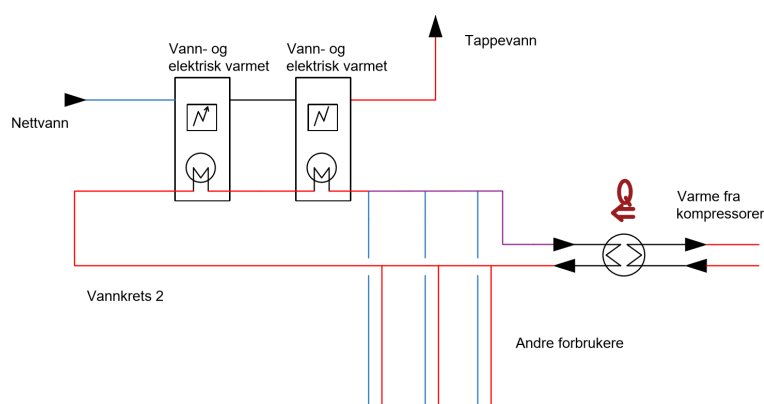 Vann- og
elektrisk varmet
Vann- og
elektrisk varmet
Tappevann
Nettvann
Q
Varme fra
kompressorer
Vannkrets 2
Andre forbrukere